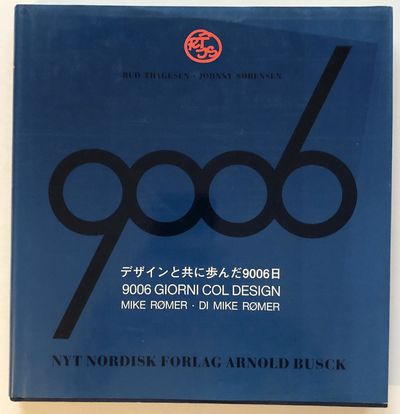 RUD THYGESEN · JOHNNY SØRENSEN
9006
デザインと共に歩んだ9006日
9006 GIORNI COL DESIGN
MIKE RØMER · DI MIKE RØMER
NYT NORDISK FORLAG ARNOLD BUSCK